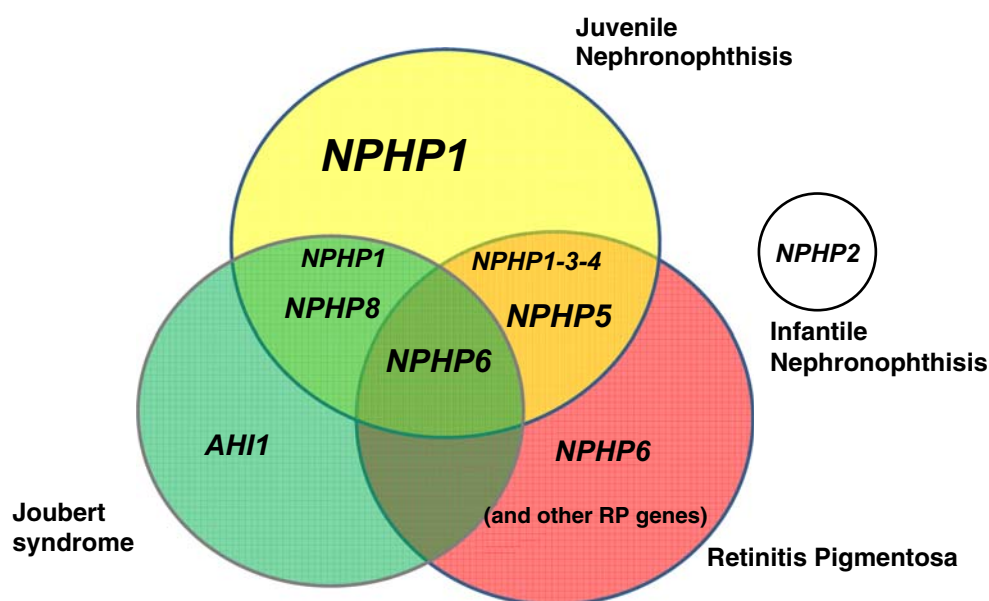 Juvenile
Nephronophthisis
NPHP1
NPHP1
NPHP1-3-4
NPHP2
NPHP8
NPHP5
Infantile
Nephronophthisis
NPHP6
AHI1
NPHP6
Joubert
syndrome
(and other RP genes)
Retinitis Pigmentosa